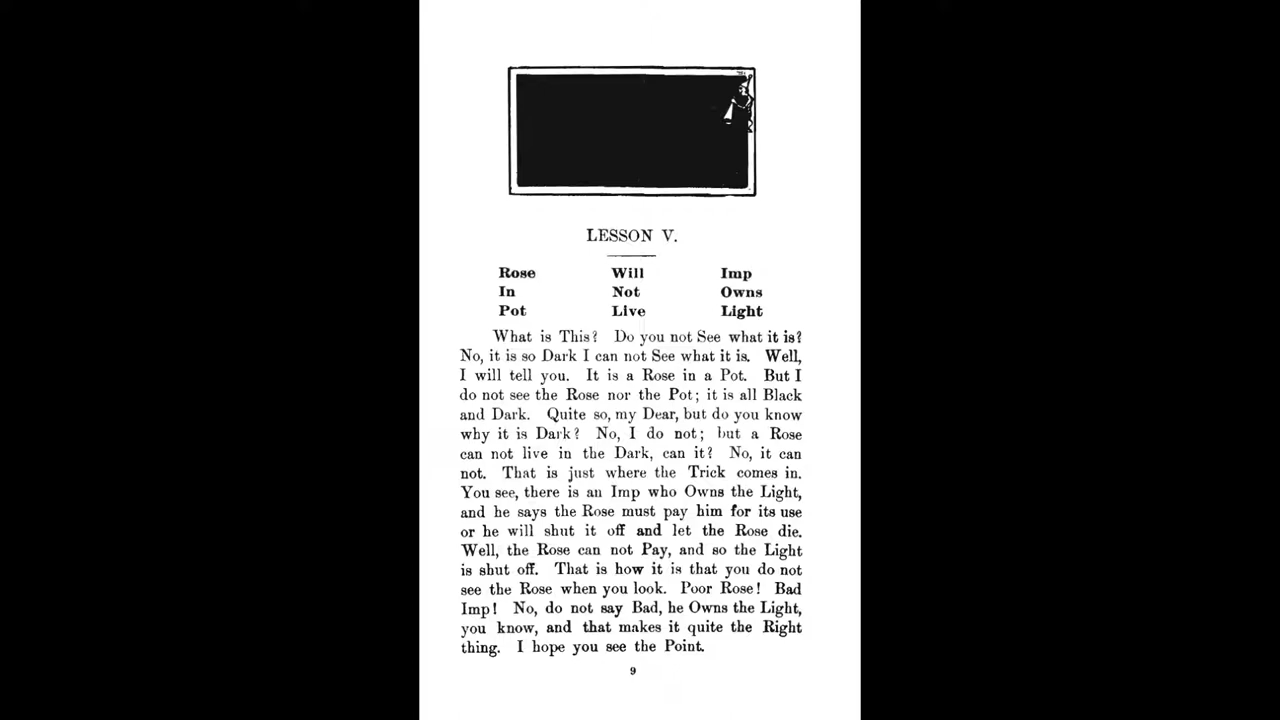 LESSON V.
Rose Will Imp
In Not Owns
Pot Live Light
What is This? Do you not See what it is?
No, it is so Dark I can not See what it is. Well,
I will tell you. It is a Rose in a Pot. But I
do not see the Rose nor the Pot; it is all Black
and Dark. Quite so, my Dear, but do you know
why it is Dark? No, I do not; but a Rose
can not live in the Dark, can it? No, it can
not. That is just where the Trick comes in.
You see, there is an Imp who Owns the Light,
and he says the Rose must pay him for its use
or he will shut it off and let the Rose die.
Well, the Rose can not Pay, and so the Light
is shut off. That is how it is that you do not
see the Rose when you look. Poor Rose! Bad
Imp! No, do not say Bad, he Owns the Light,
you know, and that makes it quite the Right
thing. I hope you see the Point.
9